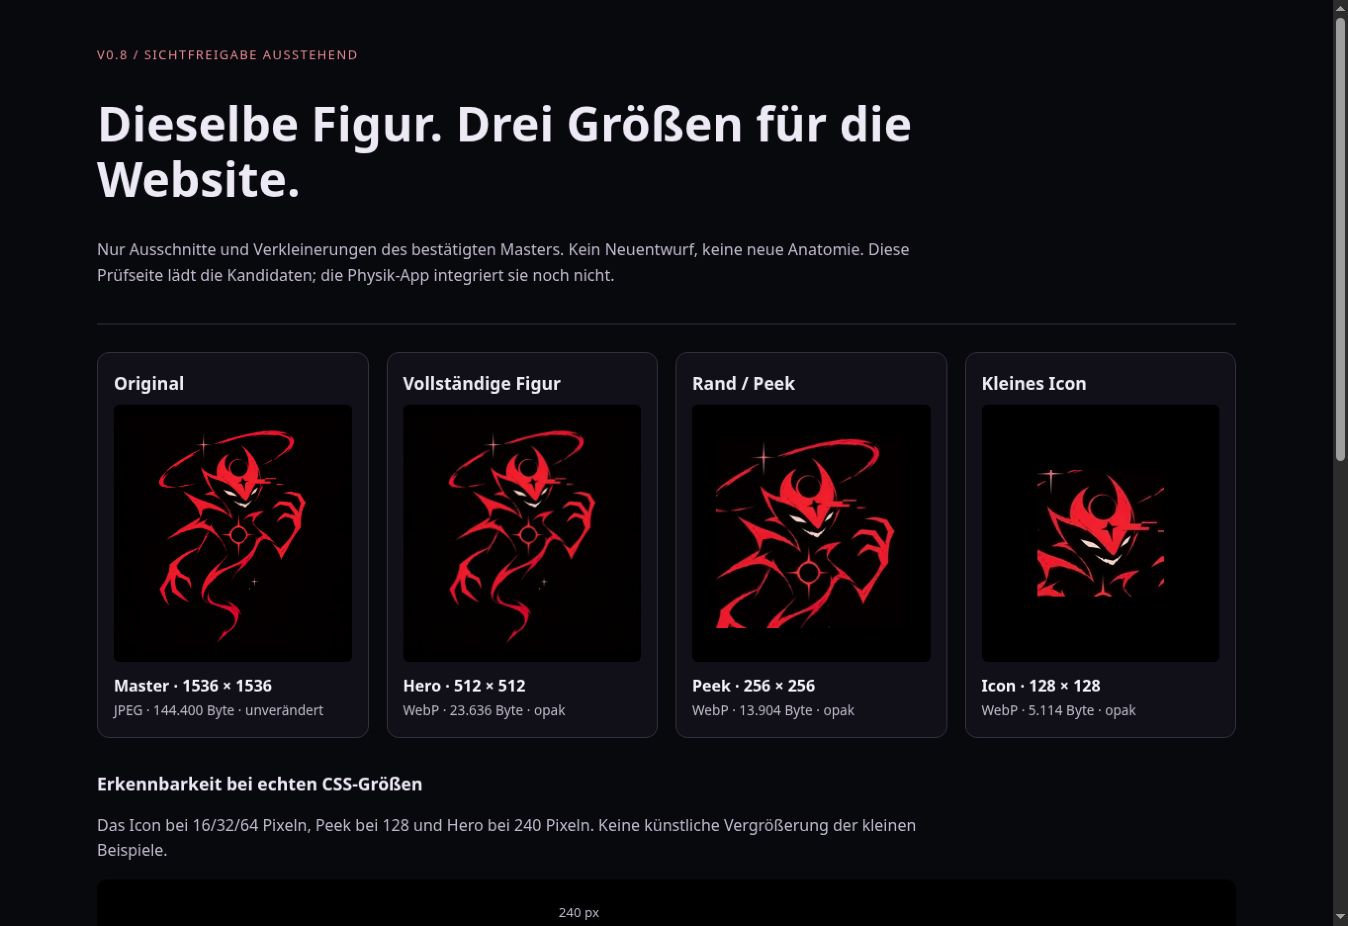 V0.8 / SICHTFREIGABE AUSSTEHEND
Dieselbe Figur. Drei Größen für die
Website.
Nur Ausschnitte und Verkleinerungen des bestätigten Masters. Kein Neuentwurf, keine neue Anatomie. Diese
Prüfseite lädt die Kandidaten; die Physik-App integriert sie noch nicht.
Original
Master · 1536 × 1536
JPEG · 144.400 Byte · unverändert
Vollständige Figur
Hero · 512 × 512
WebP · 23.636 Byte · opak
Rand / Peek
Peek · 256 × 256
WebP · 13.904 Byte · opak
Kleines Icon
Icon · 128 × 128
WebP · 5.114 Byte · opak
Erkennbarkeit bei echten CSS-Größen
Das Icon bei 16/32/64 Pixeln, Peek bei 128 und Hero bei 240 Pixeln. Keine künstliche Vergrößerung der kleinen
Beispiele.
240 px